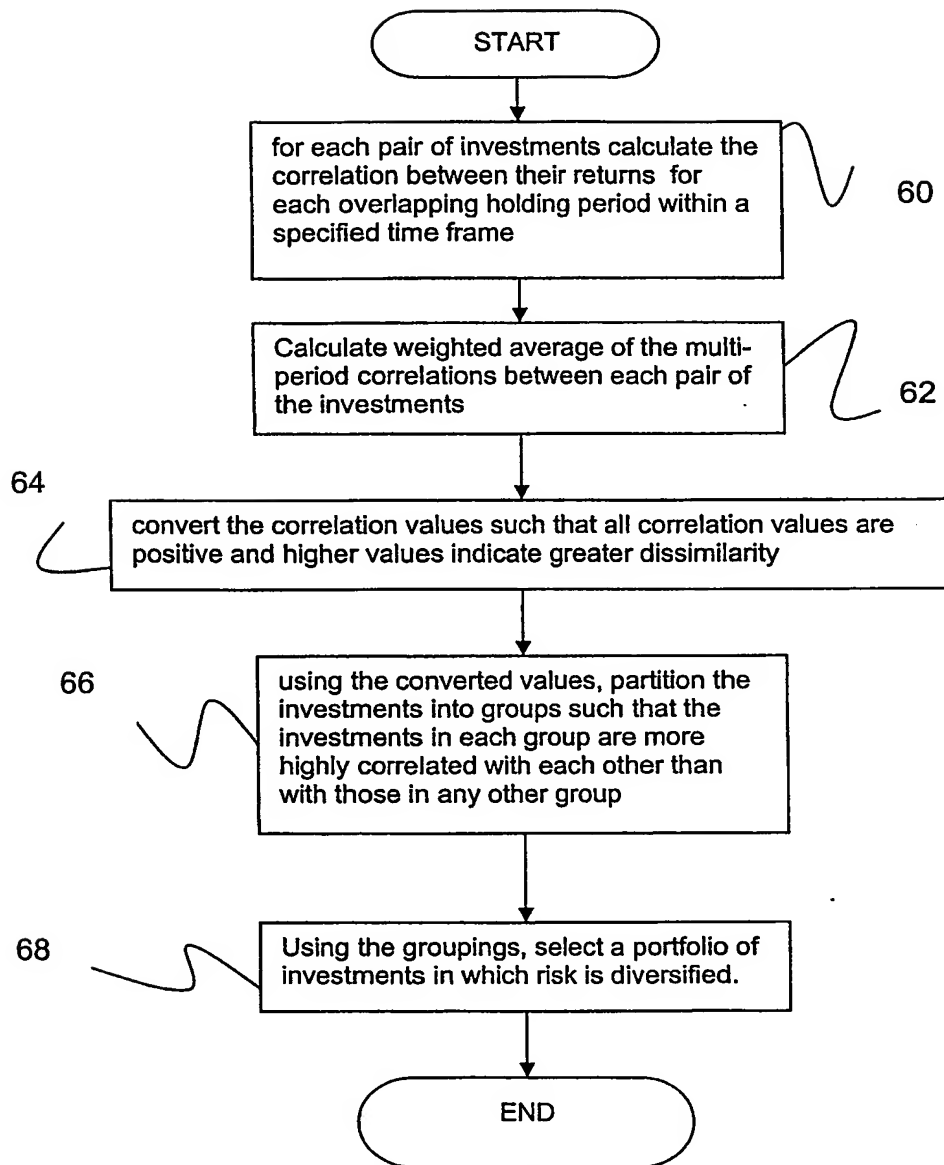 START
for each pair of investments calculate the
correlation between their returns for
each overlapping holding period within a
specified time frame
60
Calculate weighted average of the multi-
period correlations between each pair of
the investments
62
64
convert the correlation values such that all correlation values are
positive and higher values indicate greater dissimilarity
66
using the converted values, partition the
investments into groups such that the
investments in each group are more
highly correlated with each other than
with those in any other group
68
Using the groupings, select a portfolio of
investments in which risk is diversified.
END